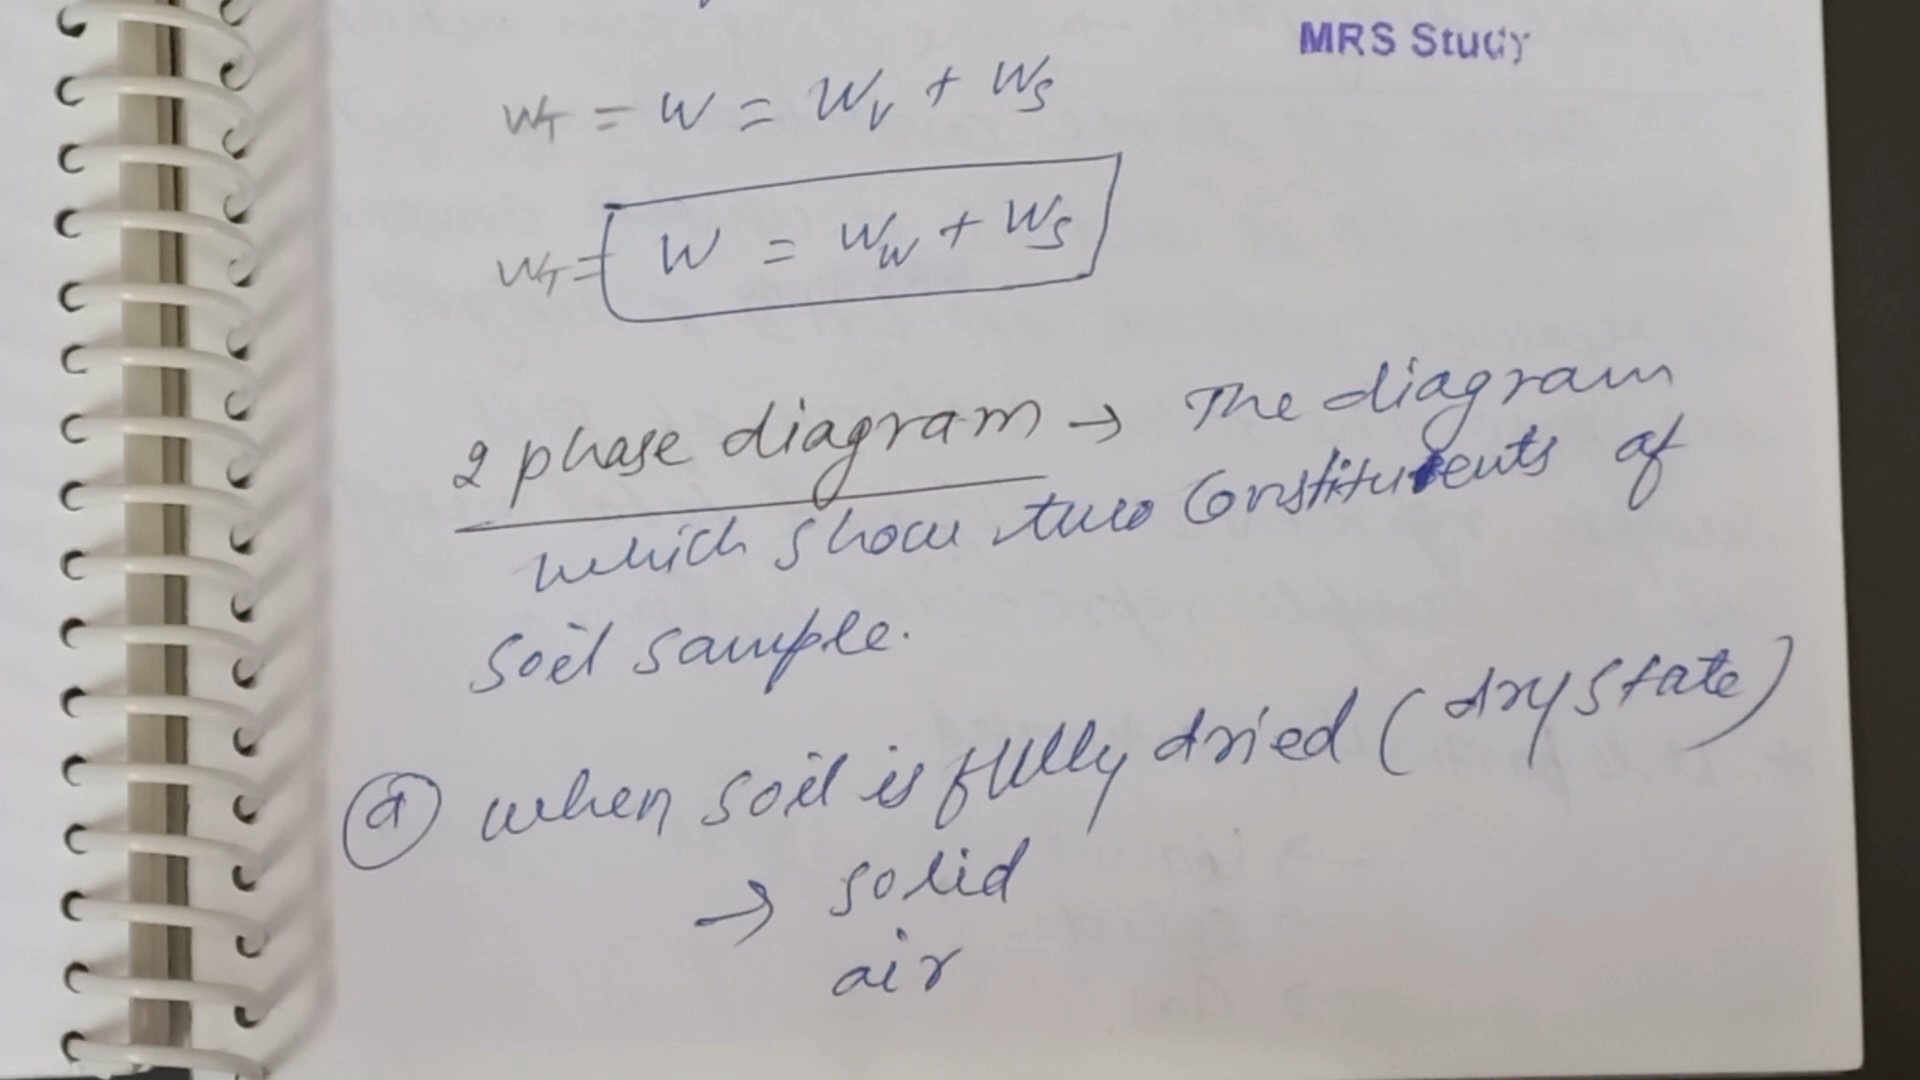 MRS Study
WT = W = Wv + Ws
WT = W = Ww + Ws
2 phase diagram → The diagram
which show two Constituents of
soil sample.
a when soil is fully dried (dry state)
→ solid
air